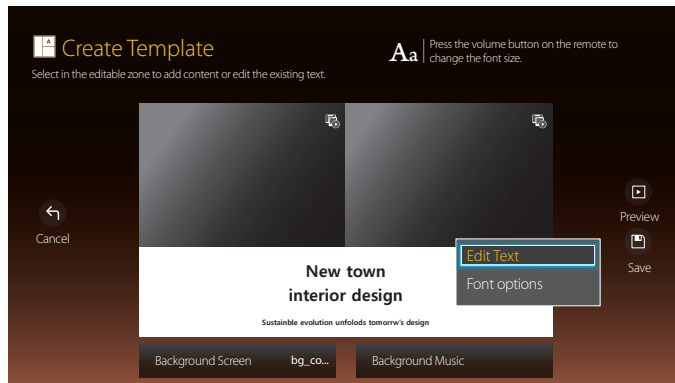 Create Template
Select in the editable zone to add content or edit the existing text.
Aa
Press the volume button on the remote to
change the font size.
Cancel
New town
interior design
Sustainble evolution unfolods tomorrw's design
Edit Text
Font options
Preview
Save
Background Screen bg_co...
Background Music